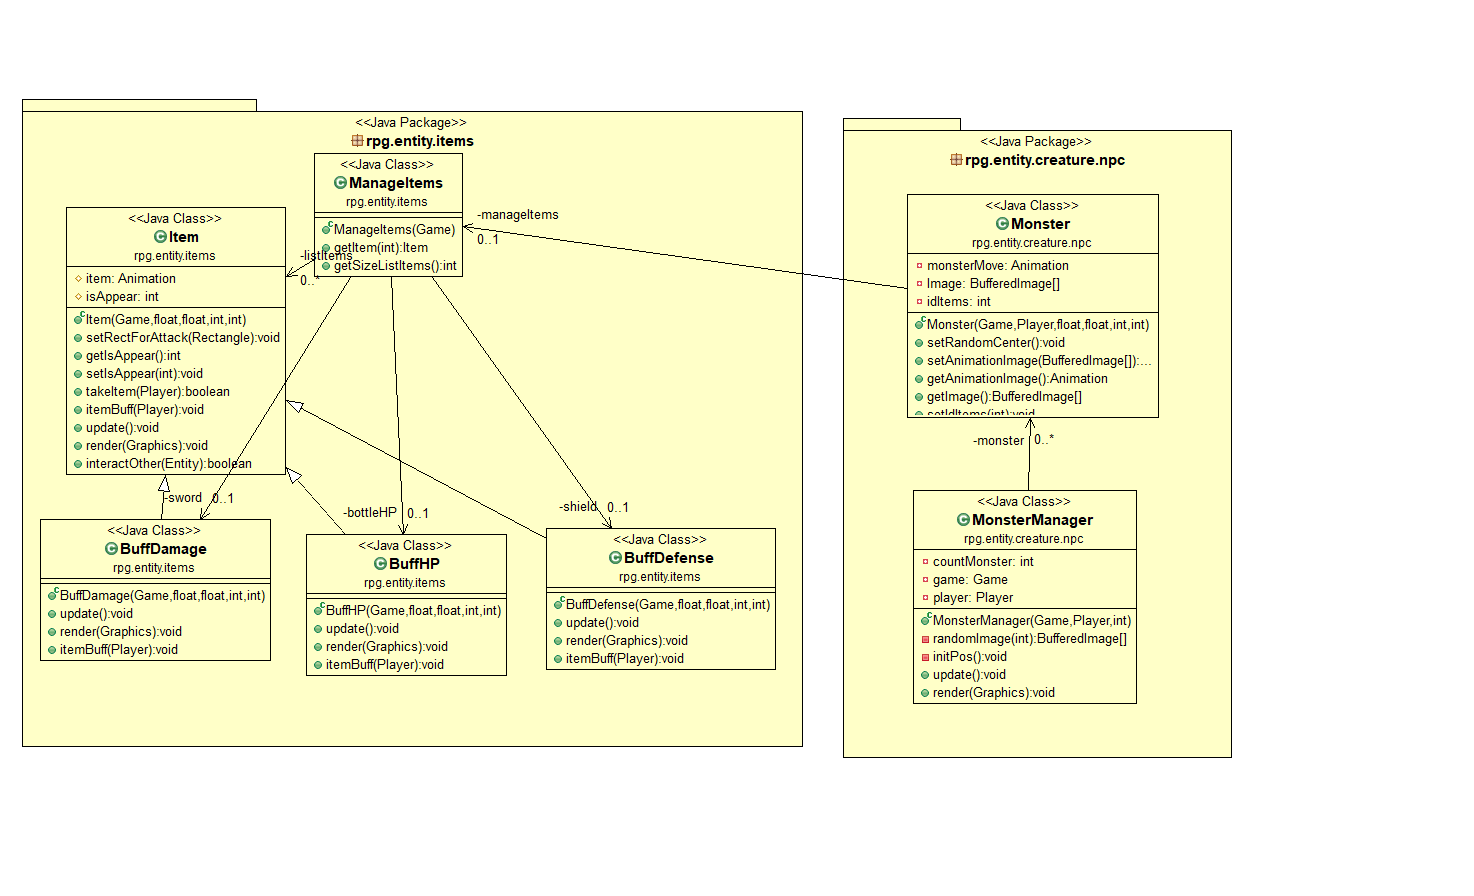 <<Java Package>>
rpg.entity.items
<<Java Class>>
ManageItems
rpg.entity.items
ManageItems(Game)
getItem(int):Item
getSizeListItems():int
<<Java Class>>
Item
rpg.entity.items
item: Animation
isAppear: int
Item(Game,float,float,int,int)
setRectForAttack(Rectangle):void
getIsAppear():int
setIsAppear(int):void
takeItem(Player):boolean
itemBuff(Player):void
update():void
render(Graphics):void
interactOther(Entity):boolean
-listItems
0..*
-sword 0..1
-bottleHP 0..1
-shield 0..1
<<Java Class>>
BuffDamage
rpg.entity.items
BuffDamage(Game,float,float,int,int)
update():void
render(Graphics):void
itemBuff(Player):void
<<Java Class>>
BuffHP
rpg.entity.items
BuffHP(Game,float,float,int,int)
update():void
render(Graphics):void
itemBuff(Player):void
<<Java Class>>
BuffDefense
rpg.entity.items
BuffDefense(Game,float,float,int,int)
update():void
render(Graphics):void
itemBuff(Player):void
-manageItems
0..1
<<Java Package>>
rpg.entity.creature.npc
<<Java Class>>
Monster
rpg.entity.creature.npc
monsterMove: Animation
Image: BufferedImage[]
idItems: int
Monster(Game,Player,float,float,int,int)
setRandomCenter():void
setAnimationImage(BufferedImage[]):...
getAnimationImage():Animation
getImage():BufferedImage[]
setIdItems(int):void
-monster 0..*
<<Java Class>>
MonsterManager
rpg.entity.creature.npc
countMonster: int
game: Game
player: Player
MonsterManager(Game,Player,int)
randomImage(int):BufferedImage[]
initPos():void
update():void
render(Graphics):void